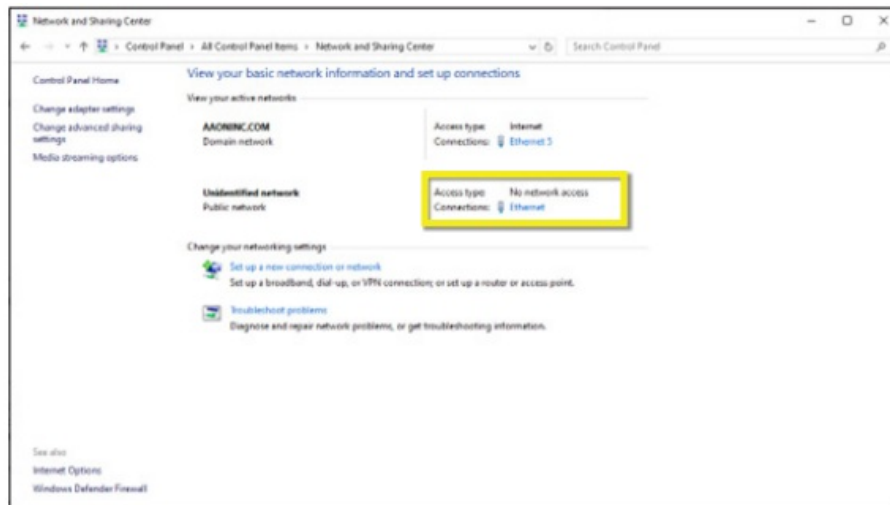 Network and Sharing Center
Control Panel > All Control Panel Items > Network and Sharing Center
Search Control Panel
Control Panel Home
Change adapter settings
Change advanced sharing
settings
Media streaming options
View your basic network information and set up connections
View your active networks
AAONINC.COM
Domain network
Access type: Internet
Connections: Ethernet 5
Unidentified network
Public network
Access type: No network access
Connections: Ethernet
Change your networking settings
Set up a new connection or network
Set up a broadband, dial-up, or VPN connection; or set up a router or access point.
Troubleshoot problems
Diagnose and repair network problems, or get troubleshooting information.
See also
Internet Options
Windows Defender Firewall